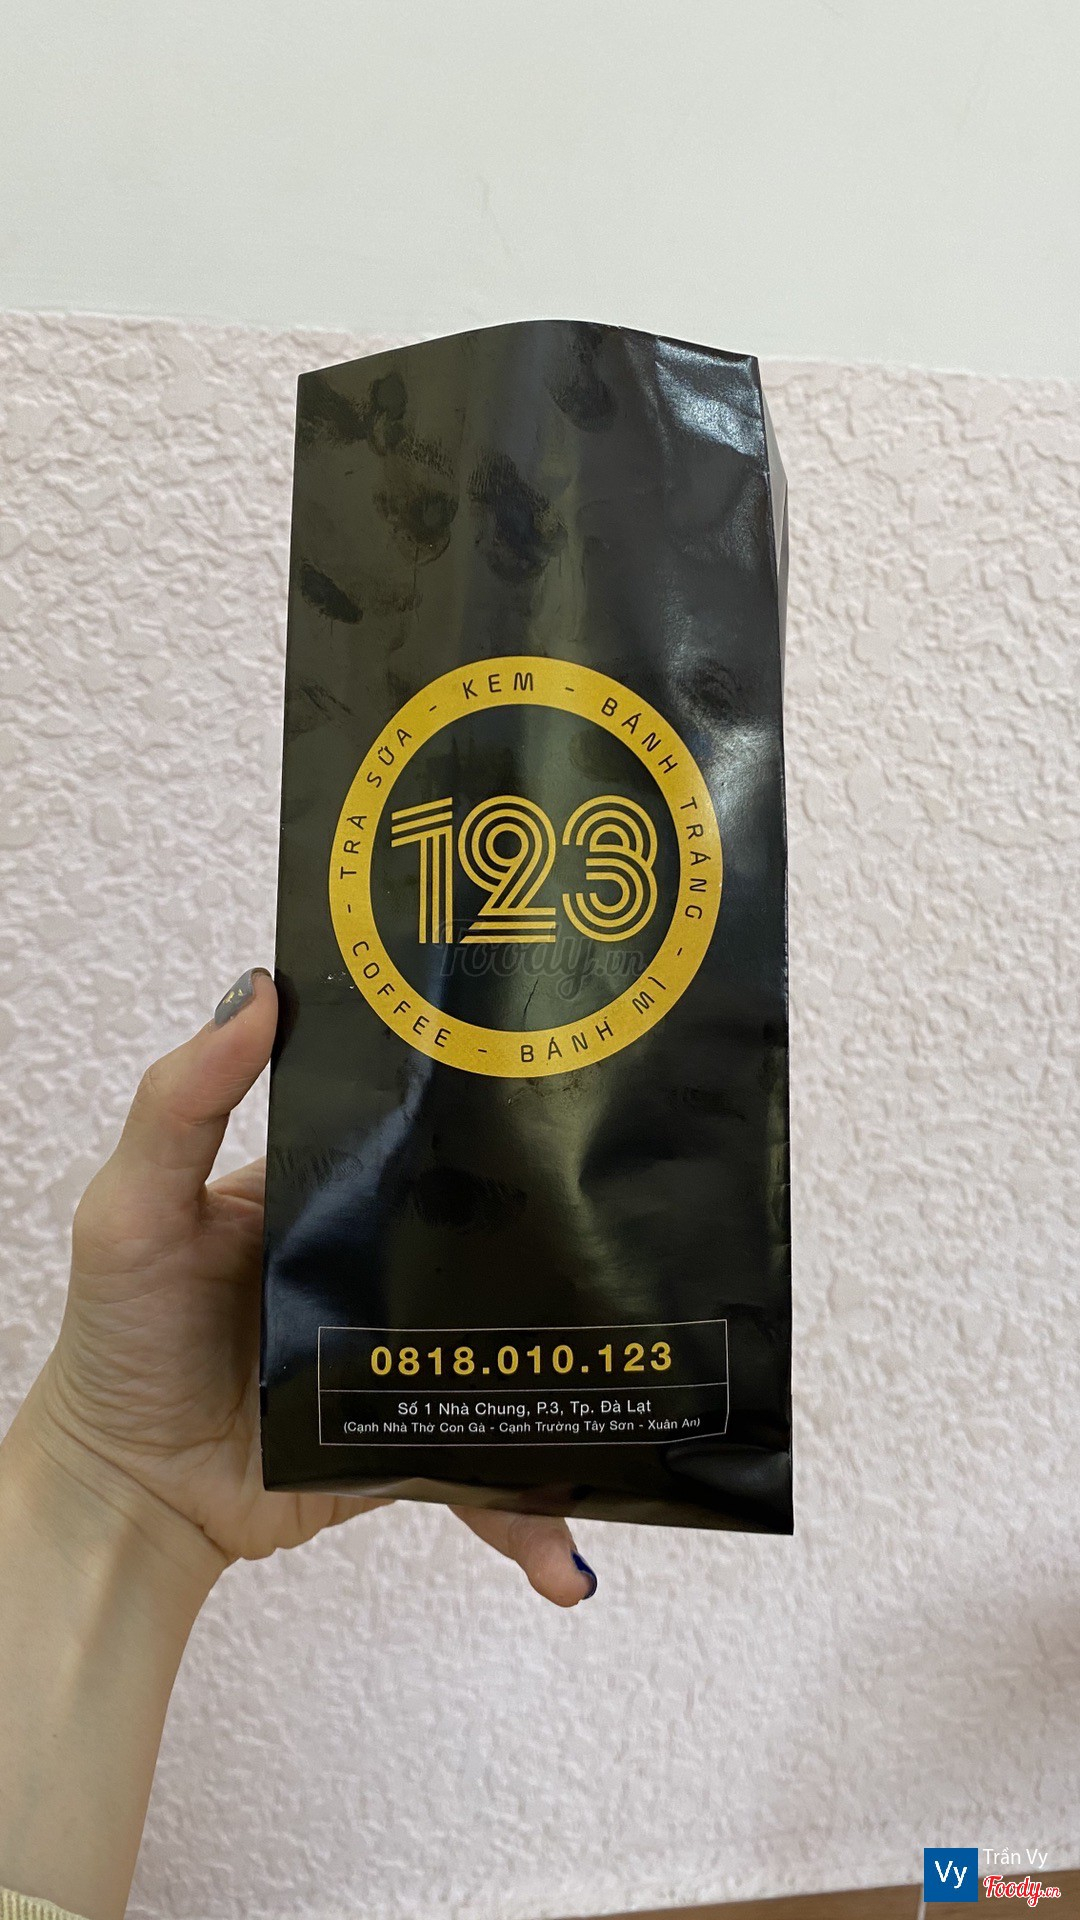 TRÀ SỮA - KEM - BÁNH TRÁNG - BÁNH MÌ - COFFEE -
123
Foody.vn
0818.010.123
Số 1 Nhà Chung, P.3, Tp. Đà Lạt
(Cạnh Nhà Thờ Con Gà - Cạnh Trường Tây Sơn - Xuân An)
Vy Trần Vy
Foody.vn